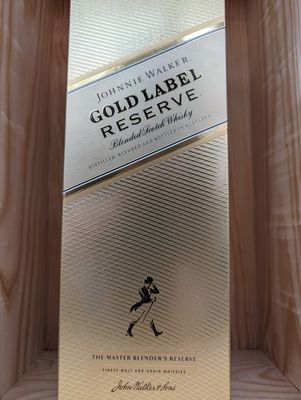 JOHNNIE WALKER
GOLD LABEL
RESERVE
Blended Scotch Whisky
DISTILLED, BLENDED AND BOTTLED IN SCOTLAND
THE MASTER BLENDER'S RESERVE
FINEST MALT AND GRAIN WHISKIES
John Walker & Sons